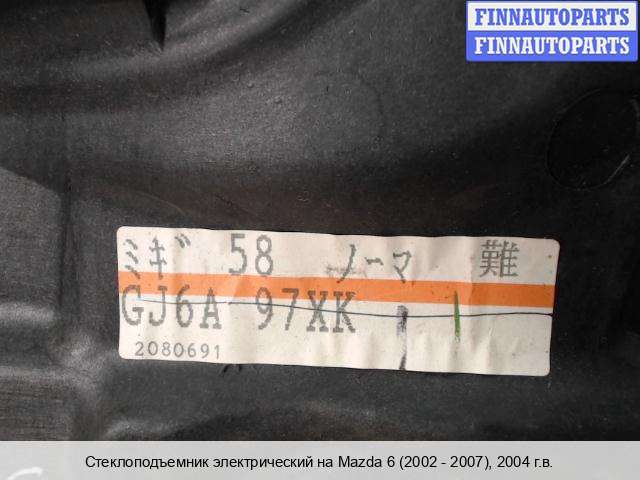 FINNAUTOPARTS
FINNAUTOPARTS
ミギ 58 ノーマ 難
GJ6A 97XK
2080691
Стеклоподъемник электрический на Mazda 6 (2002 - 2007), 2004 г.в.